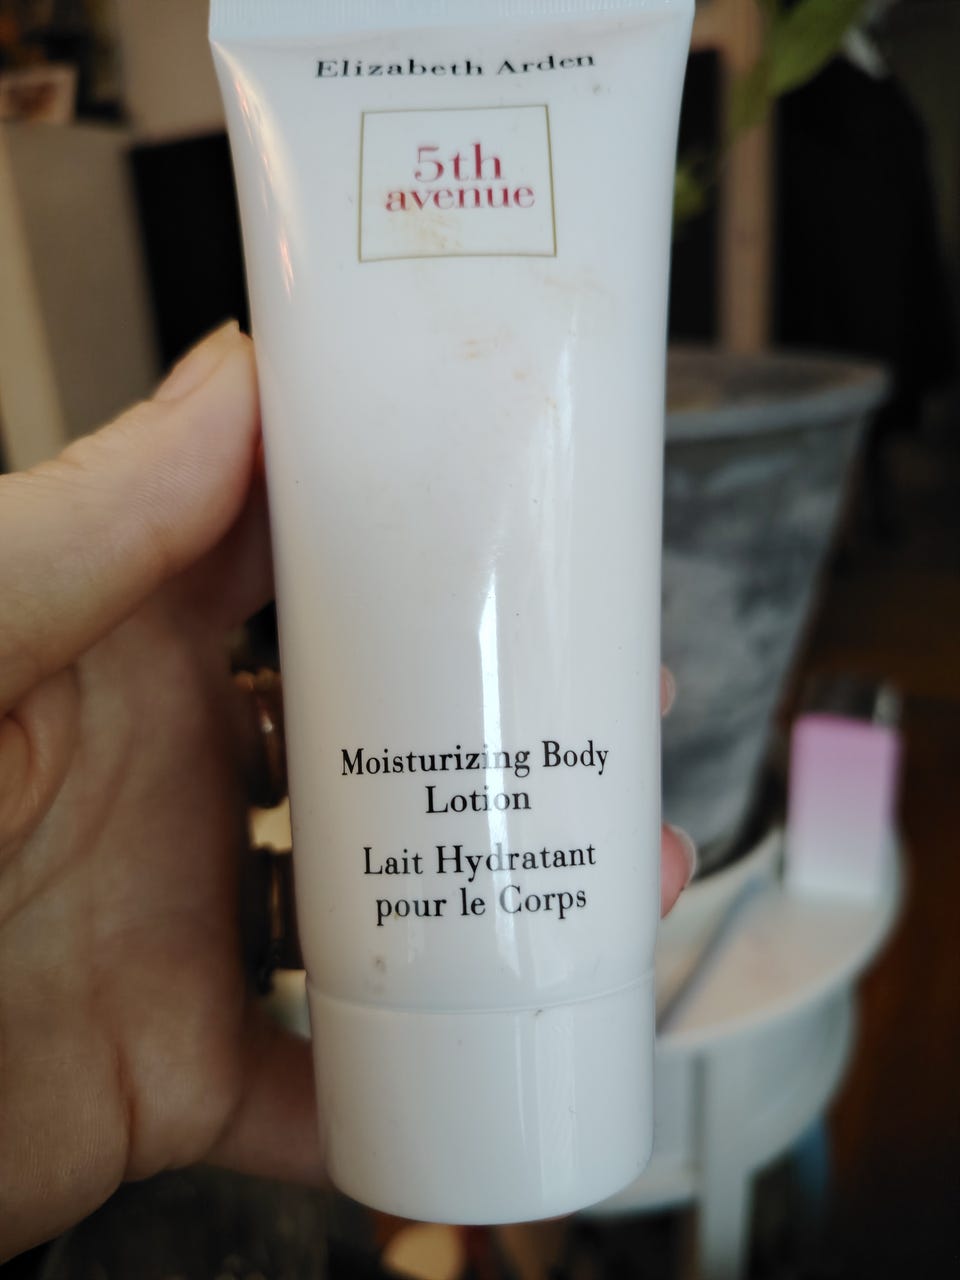 Elizabeth Arden
5th
avenue
Moisturizing Body
Lotion
Lait Hydratant
pour le Corps